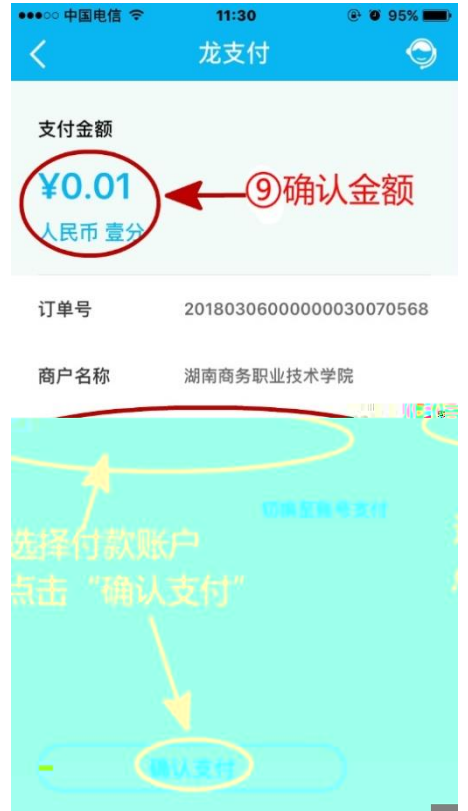 中国电信 11:30 95%
龙支付
支付金额
¥0.01
⑨确认金额
人民币 壹分
订单号 20180306000000030070568
商户名称 湖南商务职业技术学院
切换至账号支付
选择付款账户
点击“确认支付”
确认支付